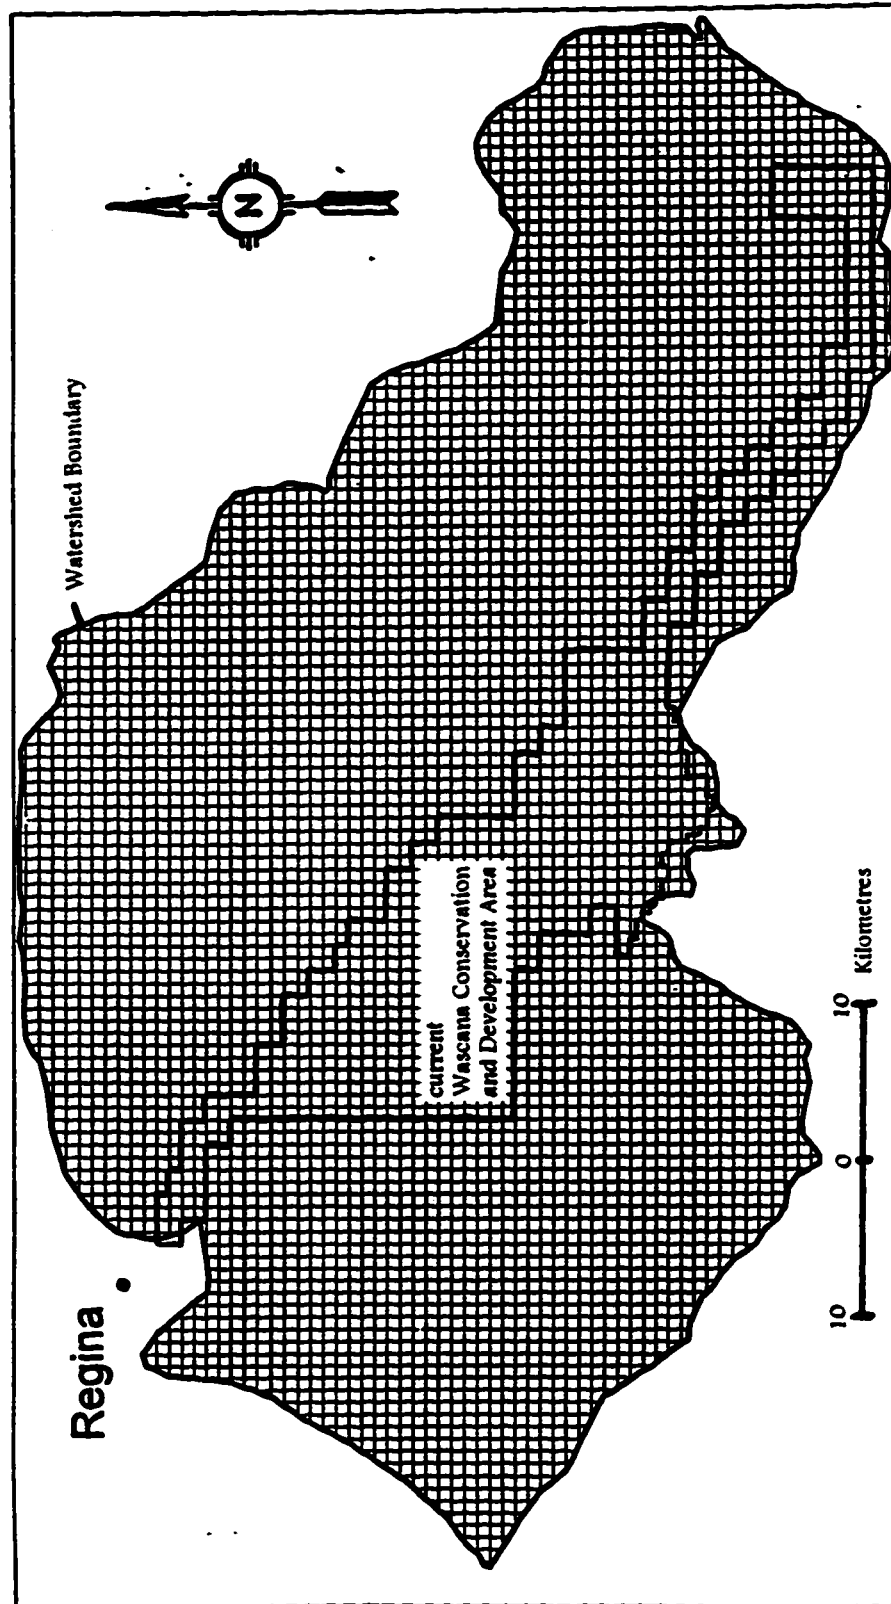 Regina
Watershed Boundary
N
current
Wascana Conservation
and Development Area
10
0
10
Kilometres